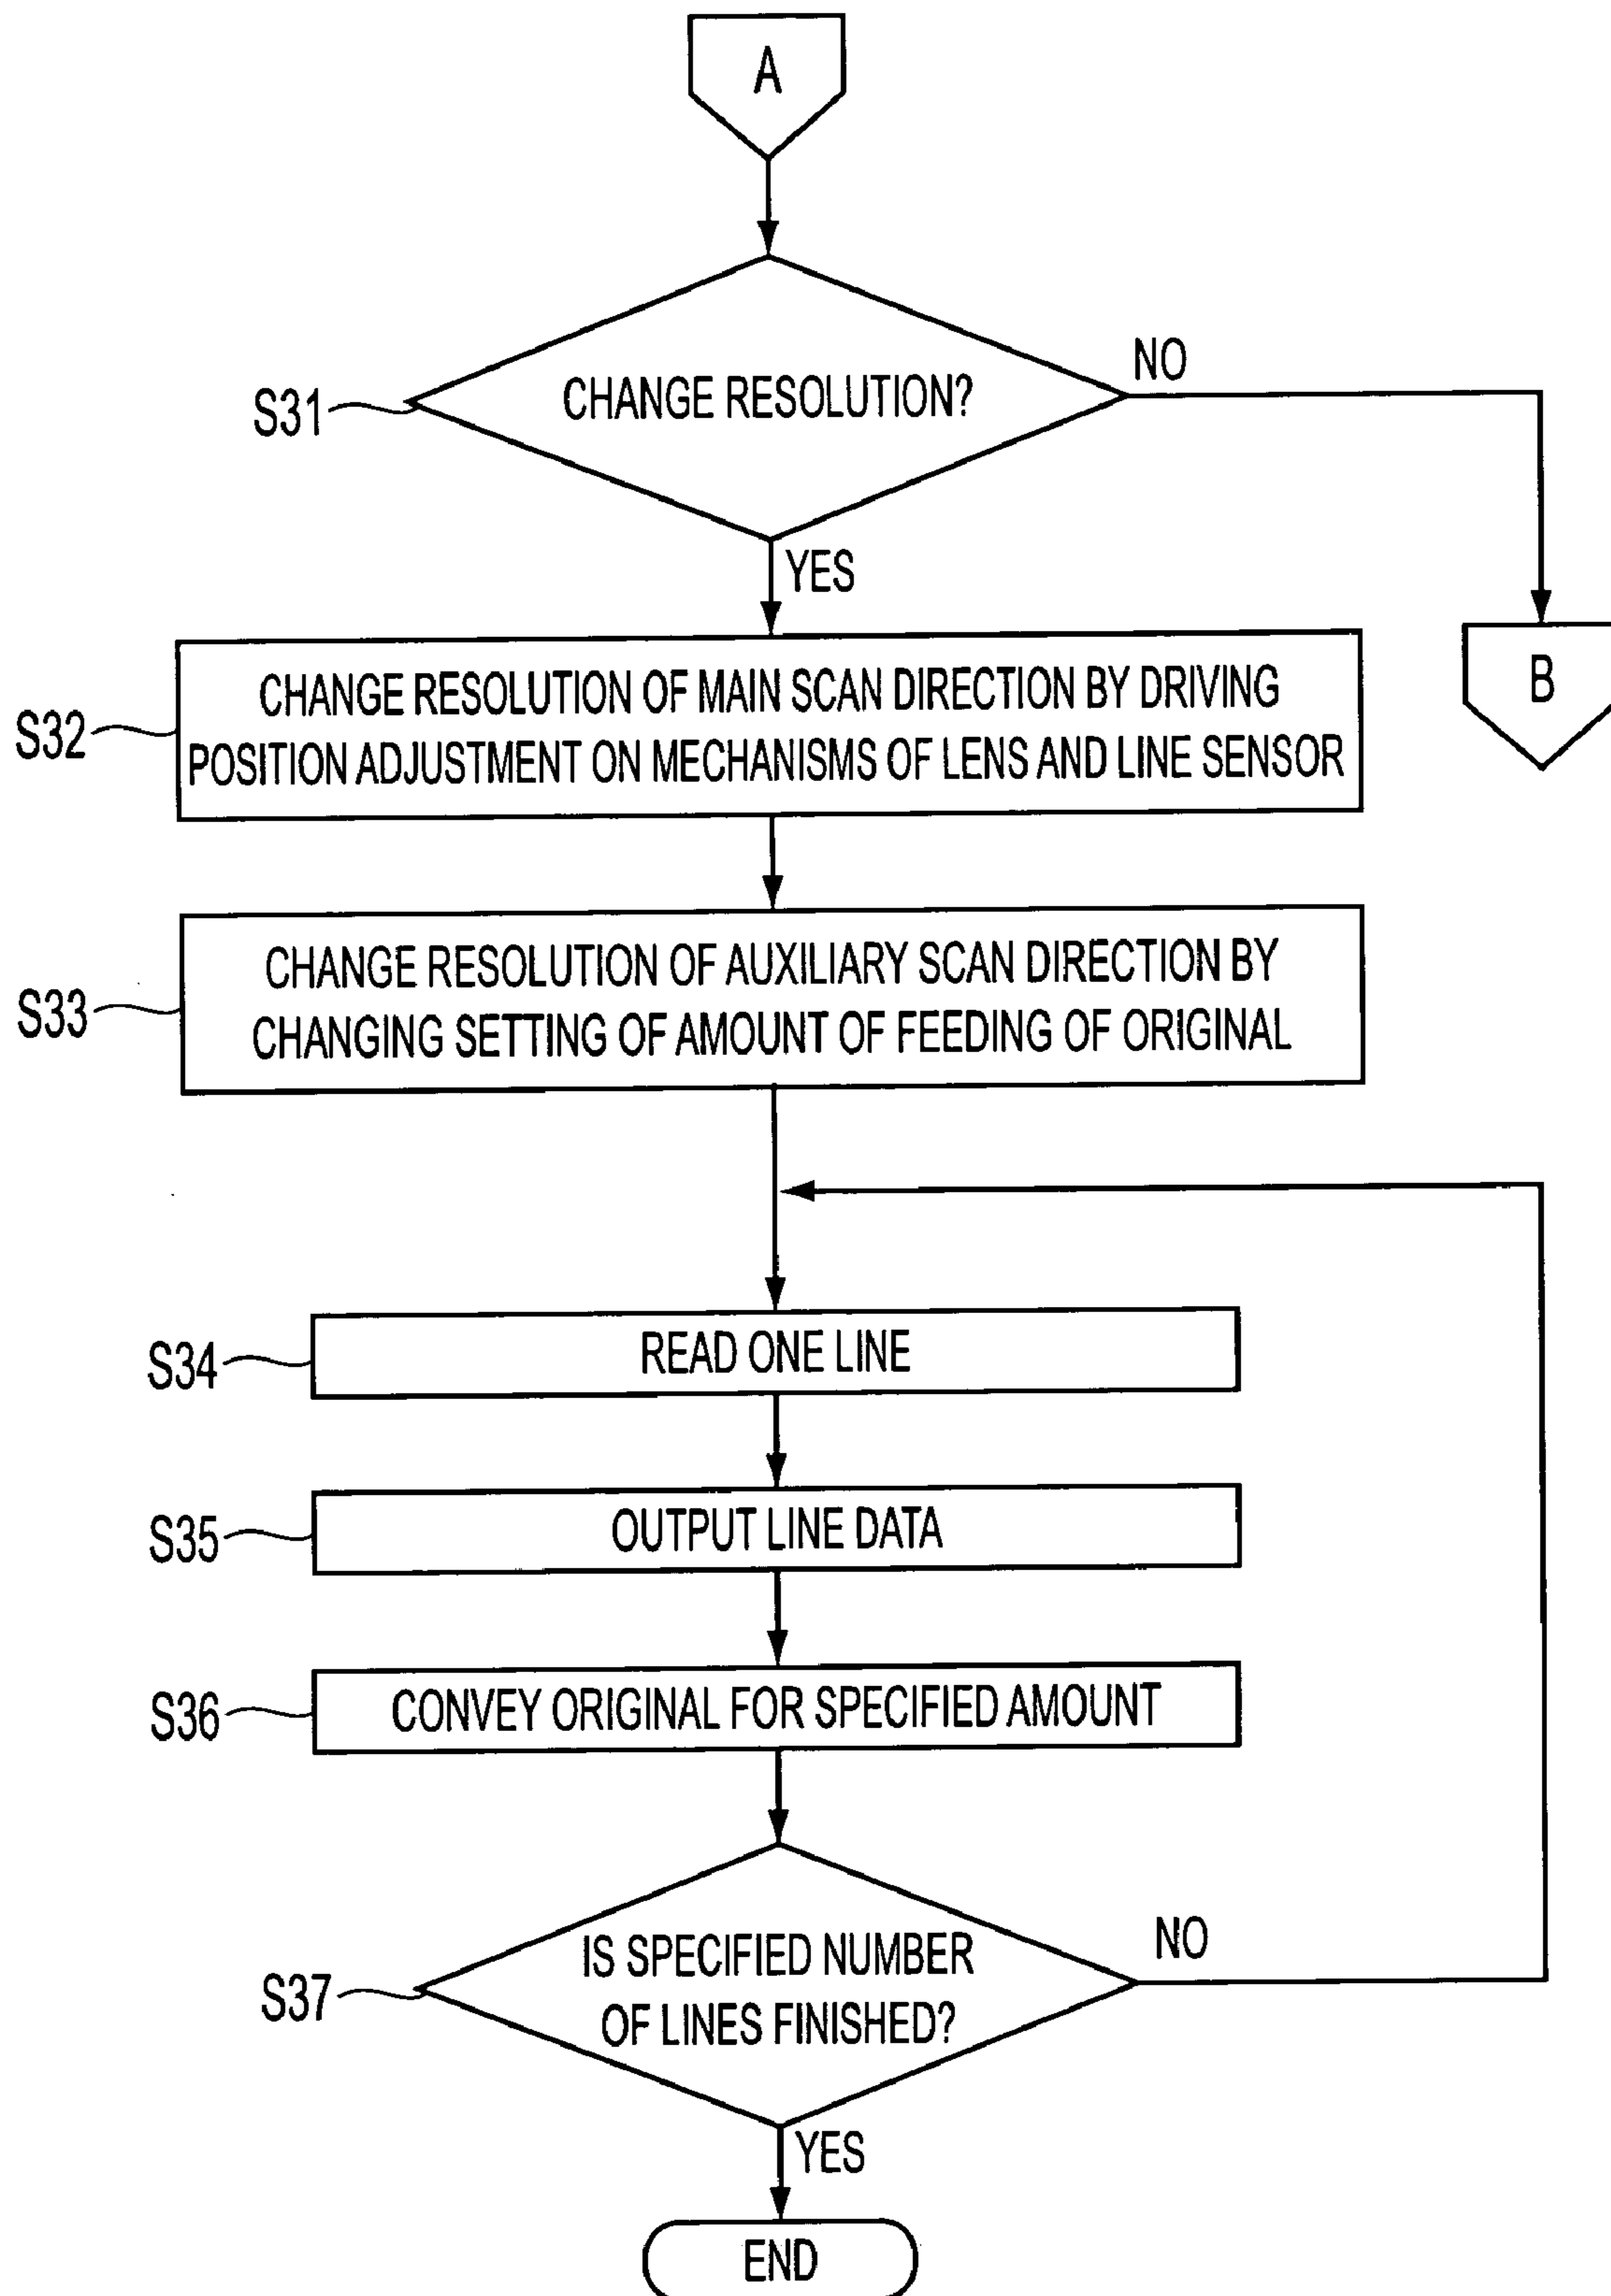 A
CHANGE RESOLUTION?
NO
S31
YES
B
CHANGE RESOLUTION OF MAIN SCAN DIRECTION BY DRIVING
POSITION ADJUSTMENT ON MECHANISMS OF LENS AND LINE SENSOR
S32
CHANGE RESOLUTION OF AUXILIARY SCAN DIRECTION BY
CHANGING SETTING OF AMOUNT OF FEEDING OF ORIGINAL
S33
READ ONE LINE
S34
OUTPUT LINE DATA
S35
CONVEY ORIGINAL FOR SPECIFIED AMOUNT
S36
IS SPECIFIED NUMBER
OF LINES FINISHED?
NO
S37
YES
END